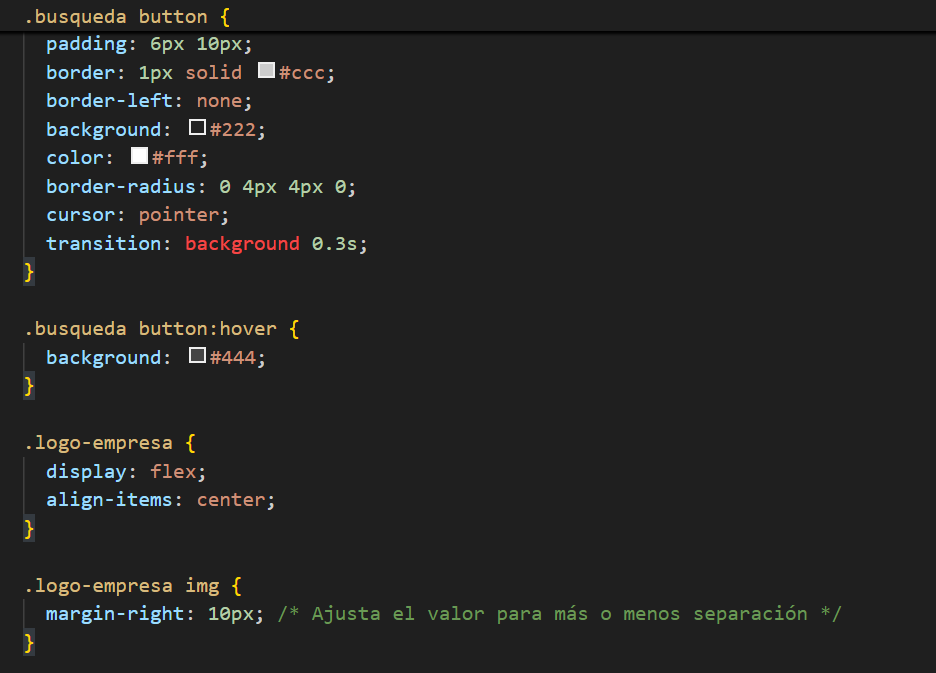 .busqueda button {
padding: 6px 10px;
border: 1px solid #ccc;
border-left: none;
background: #222;
color: #fff;
border-radius: 0 4px 4px 0;
cursor: pointer;
transition: background 0.3s;
}
.busqueda button:hover {
background: #444;
}
.logo-empresa {
display: flex;
align-items: center;
}
.logo-empresa img {
margin-right: 10px; /* Ajusta el valor para más o menos separación */
}